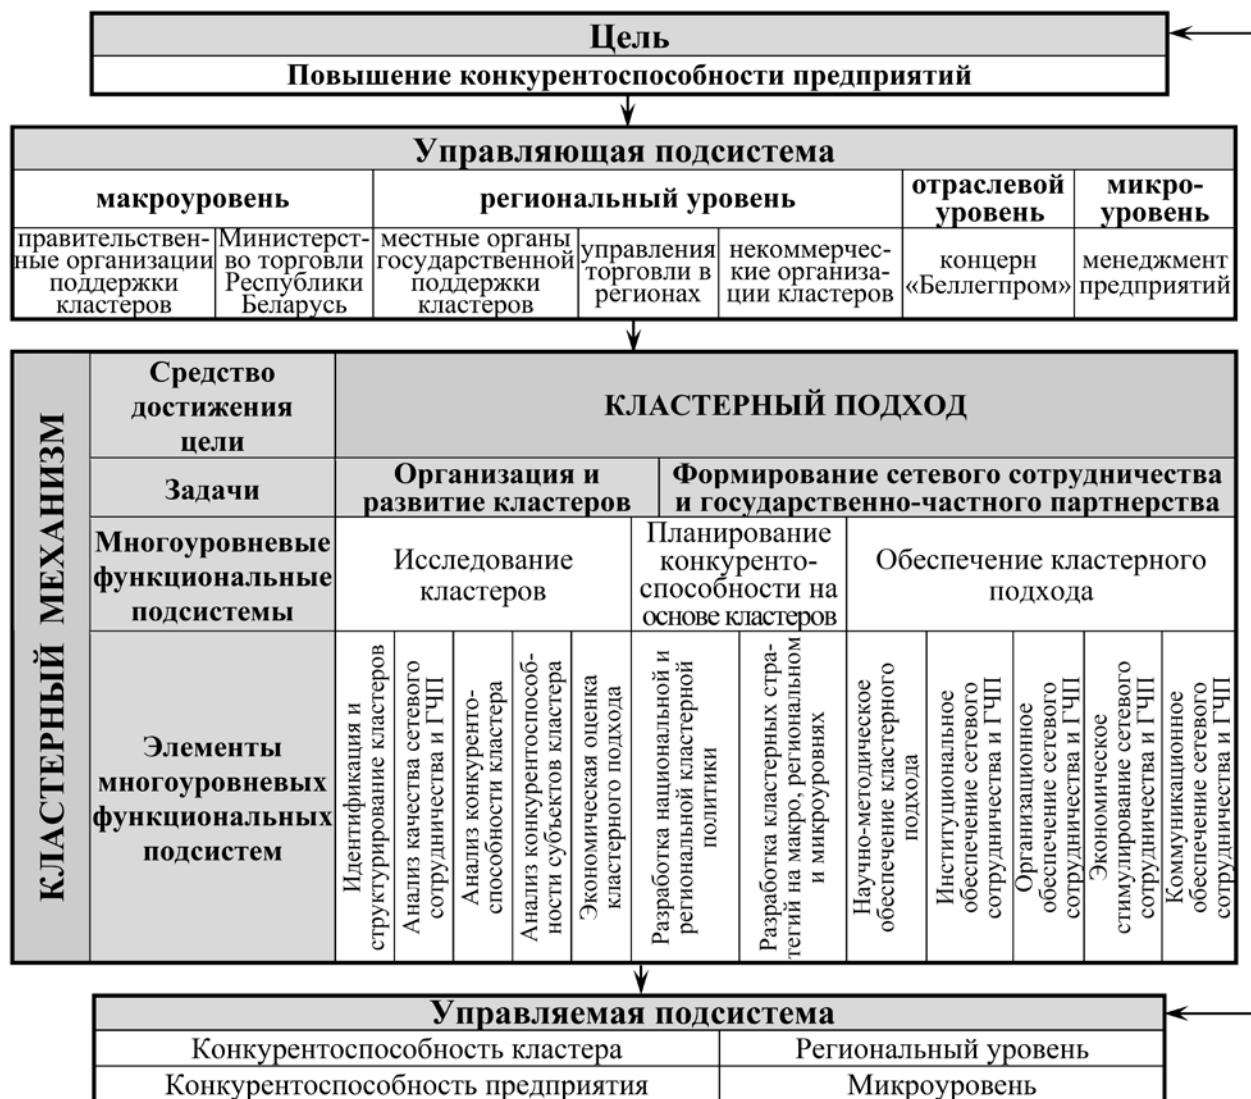 Цель
Повышение конкурентоспособности предприятий
Управляющая подсистема
макроуровень
региональный уровень
отраслевой
уровень
микро-
уровень
правительствен-
ные организации
поддержки
кластеров
Министерст-
во торговли
Республики
Беларусь
местные органы
государственной
поддержки
кластеров
управления
торговли в
регионах
некоммерчес-
кие организа-
ции кластеров
концерн
«Беллегпром»
менеджмент
предприятий
КЛАСТЕРНЫЙ МЕХАНИЗМ
Средство
достижения
цели
КЛАСТЕРНЫЙ ПОДХОД
Задачи
Организация и
развитие кластеров
Формирование сетевого сотрудничества
и государственно-частного партнерства
Многоуровневые
функциональные
подсистемы
Исследование
кластеров
Планирование
конкуренто-
способности на
основе кластеров
Обеспечение кластерного
подхода
Элементы
многоуровневых
функциональных
подсистем
Идентификация и
структурирование кластеров
Анализ качества сетевого
сотрудничества и ГЧП
Анализ конкуренто-
способности кластера
Анализ конкурентоспособ-
ности субъектов кластера
Экономическая оценка
кластерного подхода
Разработка национальной и
региональной кластерной
политики
Разработка кластерных стра-
тегий на макро, региональном
и микроуровнях
Научно-методическое
обеспечение кластерного
подхода
Институциональное
обеспечение сетевого
сотрудничества и ГЧП
Организационное
обеспечение сетевого
сотрудничества и ГЧП
Экономическое
стимулирование сетевого
сотрудничества и ГЧП
Коммуникационное
обеспечение сетевого
сотрудничества и ГЧП
Управляемая подсистема
Конкурентоспособность кластера
Региональный уровень
Конкурентоспособность предприятия
Микроуровень